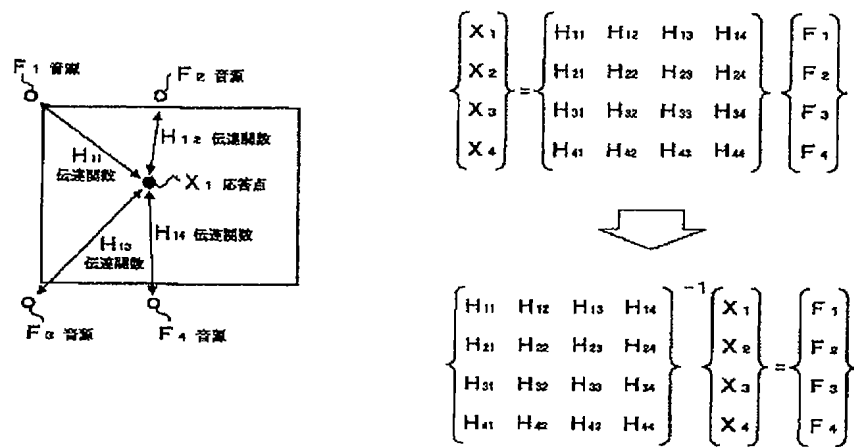 F1 音源
F2 音源
H12 伝達関数
H11
伝達関数
X1 応答点
H14 伝達関数
H13
伝達関数
F3 音源
F4 音源
X1 = H11 H12 H13 H14 F1
X2 H21 H22 H23 H24 F2
X3 H31 H32 H33 H34 F3
X4 H41 H42 H43 H44 F4
H11 H12 H13 H14 -1 X1 = F1
H21 H22 H23 H24 X2 F2
H31 H32 H33 H34 X3 F3
H41 H42 H43 H44 X4 F4